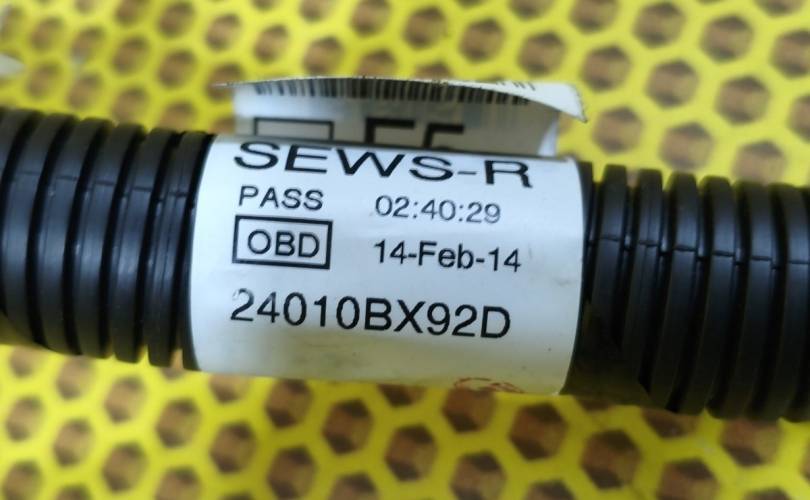 SEWS-R
PASS 02:40:29
OBD 14-Feb-14
24010BX92D